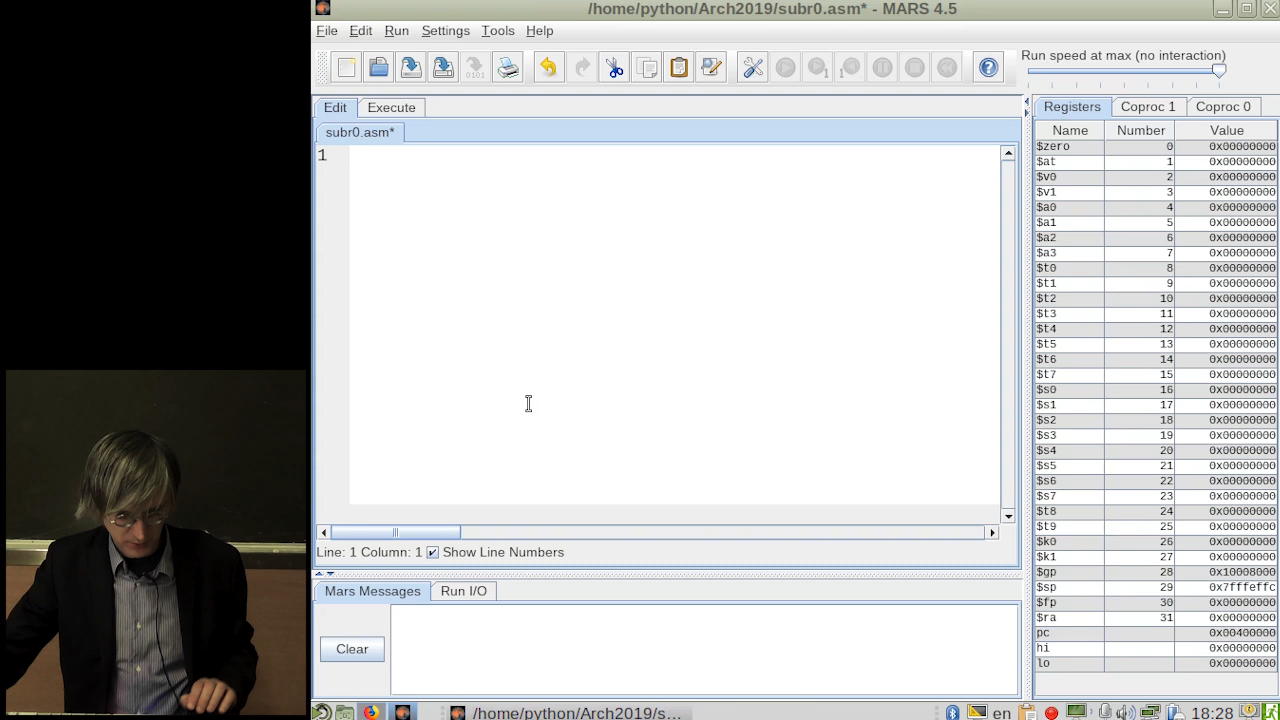 /home/python/Arch2019/subr0.asm* - MARS 4.5
File Edit Run Settings Tools Help
Run speed at max (no interaction)
Edit Execute
subr0.asm*
1
Line: 1 Column: 1 Show Line Numbers
Mars Messages Run I/O
Clear
Registers Coproc 1 Coproc 0
Name Number Value
$zero 0 0x00000000
$at 1 0x00000000
$v0 2 0x00000000
$v1 3 0x00000000
$a0 4 0x00000000
$a1 5 0x00000000
$a2 6 0x00000000
$a3 7 0x00000000
$t0 8 0x00000000
$t1 9 0x00000000
$t2 10 0x00000000
$t3 11 0x00000000
$t4 12 0x00000000
$t5 13 0x00000000
$t6 14 0x00000000
$t7 15 0x00000000
$s0 16 0x00000000
$s1 17 0x00000000
$s2 18 0x00000000
$s3 19 0x00000000
$s4 20 0x00000000
$s5 21 0x00000000
$s6 22 0x00000000
$s7 23 0x00000000
$t8 24 0x00000000
$t9 25 0x00000000
$k0 26 0x00000000
$k1 27 0x00000000
$gp 28 0x10008000
$sp 29 0x7fffeffc
$fp 30 0x00000000
$ra 31 0x00000000
pc 0x00400000
hi 0x00000000
lo 0x00000000
/home/python/Arch2019/s...
en
18:28